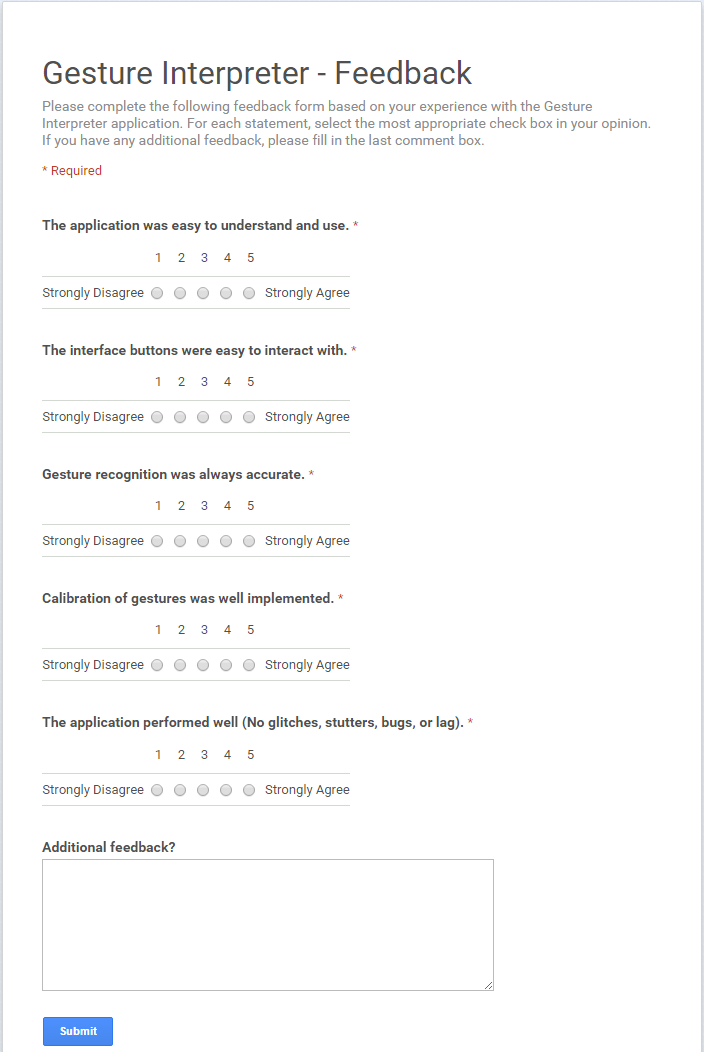 Gesture Interpreter - Feedback
Please complete the following feedback form based on your experience with the Gesture
Interpreter application. For each statement, select the most appropriate check box in your opinion.
If you have any additional feedback, please fill in the last comment box.
* Required
The application was easy to understand and use. *
1 2 3 4 5
Strongly Disagree Strongly Agree
The interface buttons were easy to interact with. *
1 2 3 4 5
Strongly Disagree Strongly Agree
Gesture recognition was always accurate. *
1 2 3 4 5
Strongly Disagree Strongly Agree
Calibration of gestures was well implemented. *
1 2 3 4 5
Strongly Disagree Strongly Agree
The application performed well (No glitches, stutters, bugs, or lag). *
1 2 3 4 5
Strongly Disagree Strongly Agree
Additional feedback?
Submit